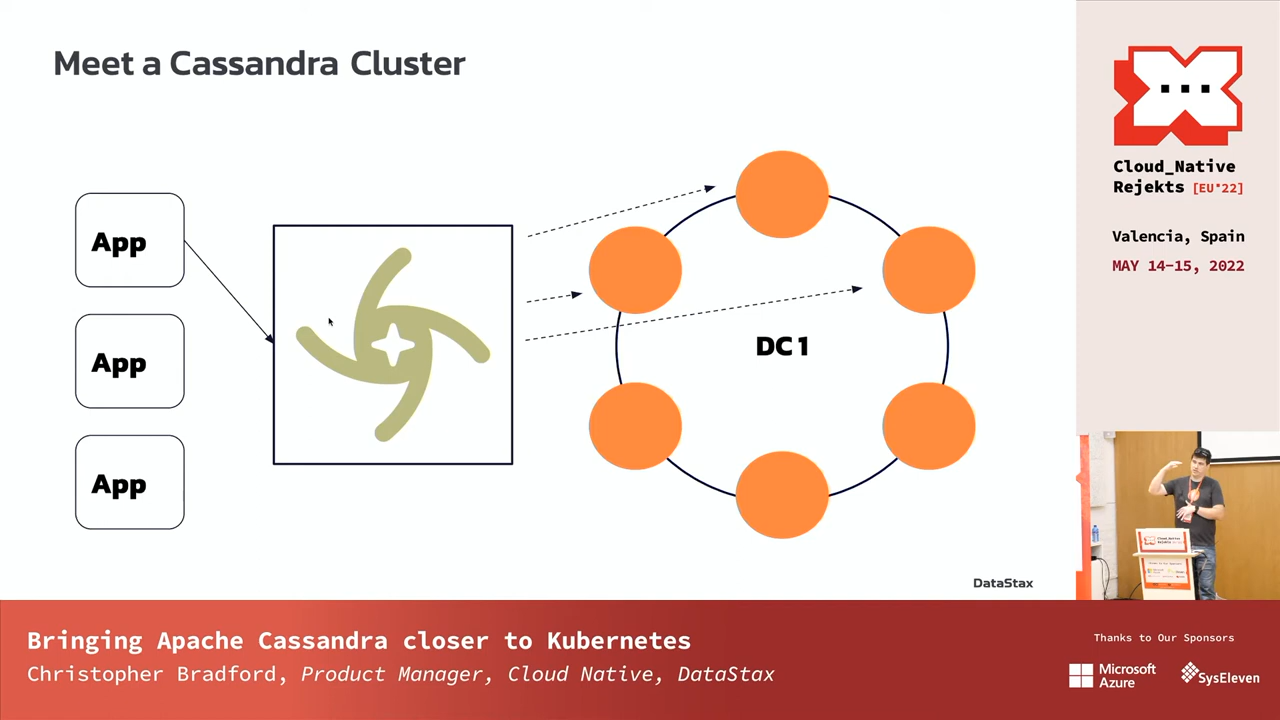 Meet a Cassandra Cluster
App
App
App
DC 1
DataStax
Cloud_Native
Rejekts [EU*22]
Valencia, Spain
MAY 14-15, 2022
Bringing Apache Cassandra closer to Kubernetes
Christopher Bradford, Product Manager, Cloud Native, DataStax
Thanks to Our Sponsors
Microsoft
Azure
SysEleven
Cloud_Native
Rejekts